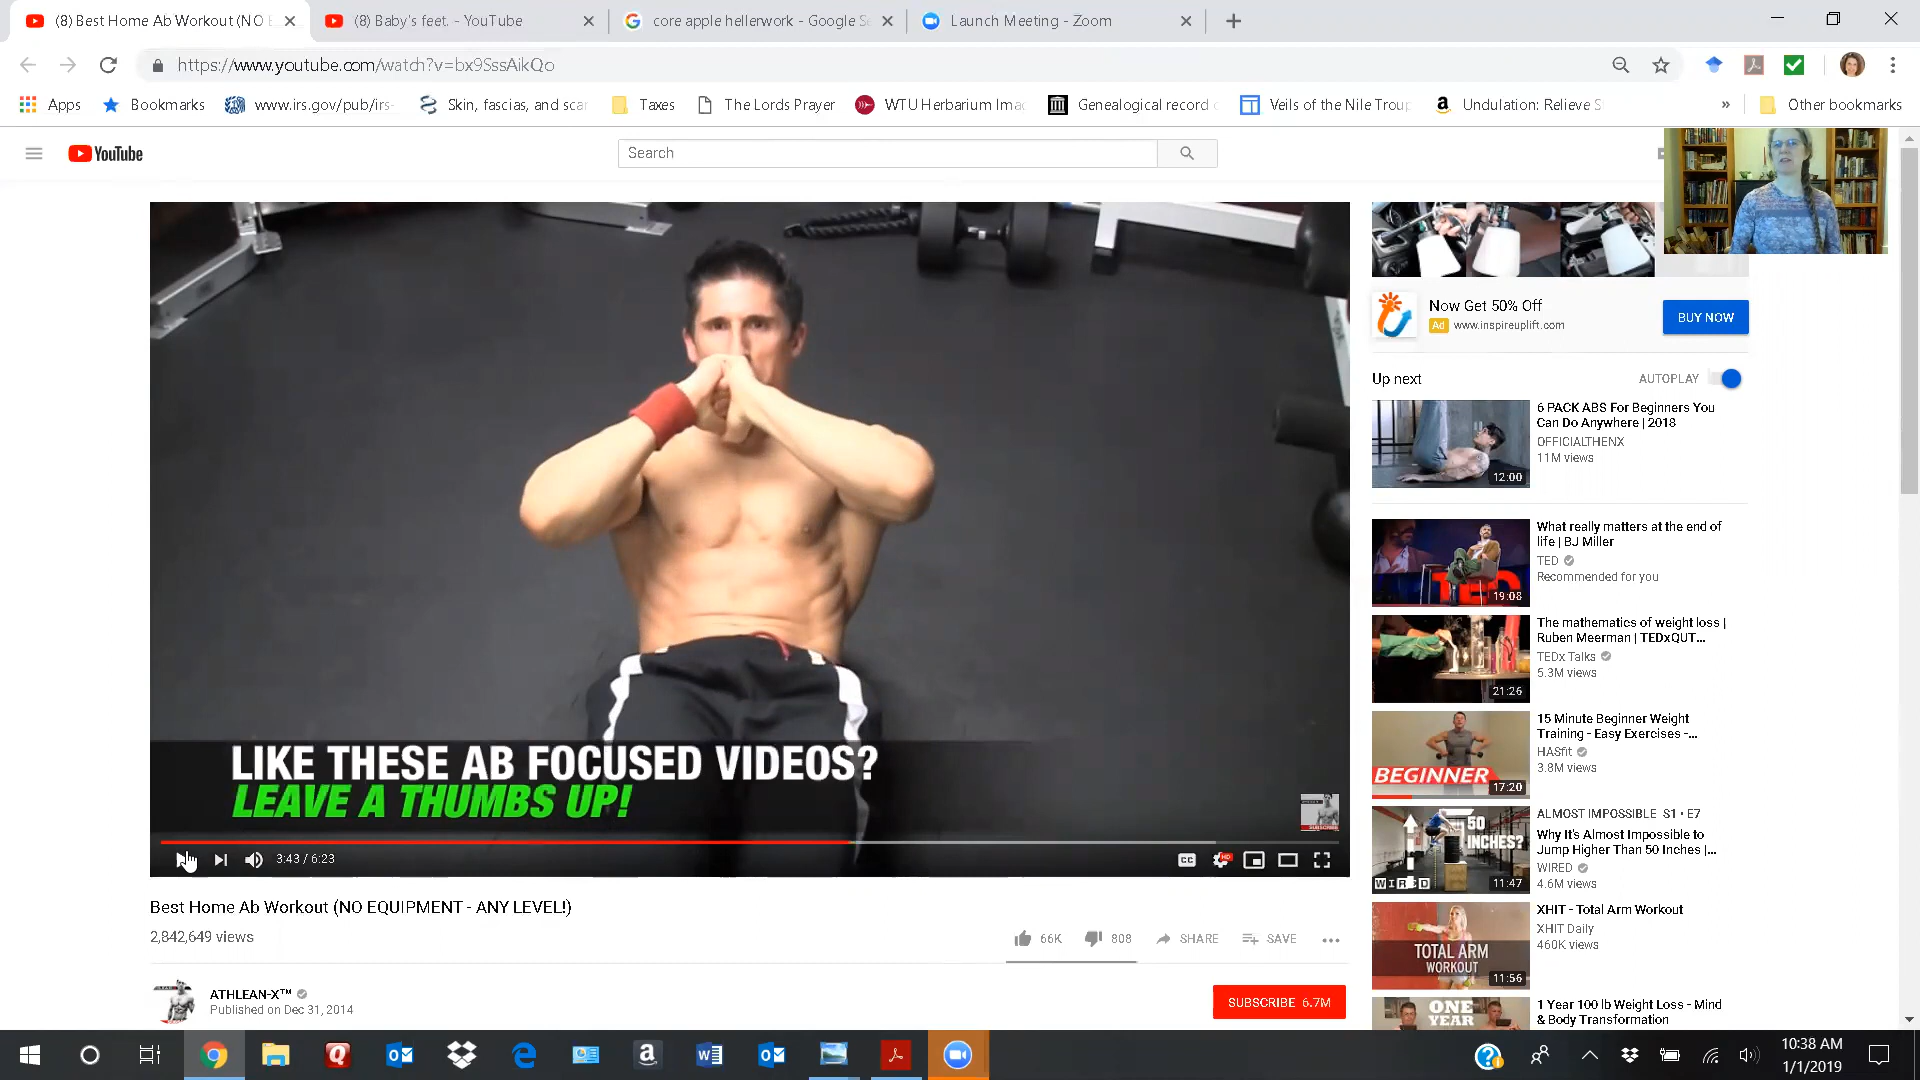 (8) Best Home Ab Workout (NO E
(8) Baby's feet. - YouTube
core apple hellerwork - Google Se
Launch Meeting - Zoom
https://www.youtube.com/watch?v=bx9SssAikQo
Apps
Bookmarks
www.irs.gov/pub/irs-
Skin, fascias, and scar
Taxes
The Lords Prayer
WTU Herbarium Imag
Genealogical record o
Veils of the Nile Troup
Undulation: Relieve S
»
Other bookmarks
YouTube
Search
Now Get 50% Off
Ad www.inspireuplift.com
BUY NOW
Up next
AUTOPLAY
6 PACK ABS For Beginners You
Can Do Anywhere | 2018
OFFICIALTHENX
11M views
12:00
What really matters at the end of
life | BJ Miller
TED
Recommended for you
19:08
The mathematics of weight loss |
Ruben Meerman | TEDxQUT...
TEDx Talks
5.3M views
21:26
15 Minute Beginner Weight
Training - Easy Exercises -...
HASfit
3.8M views
BEGINNER
17:20
ALMOST IMPOSSIBLE S1 • E7
Why It's Almost Impossible to
Jump Higher Than 50 Inches |...
WIRED
4.6M views
50
INCHES?
WIRED
11:47
XHIT - Total Arm Workout
XHIT Daily
460K views
TOTAL ARM
WORKOUT
11:56
1 Year 100 lb Weight Loss - Mind
& Body Transformation
ONE
YEAR
LIKE THESE AB FOCUSED VIDEOS?
LEAVE A THUMBS UP!
SUBSCRIBE
3:43 / 6:23
CC
HD
Best Home Ab Workout (NO EQUIPMENT - ANY LEVEL!)
2,842,649 views
66K
808
SHARE
SAVE
ATHLEAN-X™
Published on Dec 31, 2014
SUBSCRIBE 6.7M
10:38 AM
1/1/2019